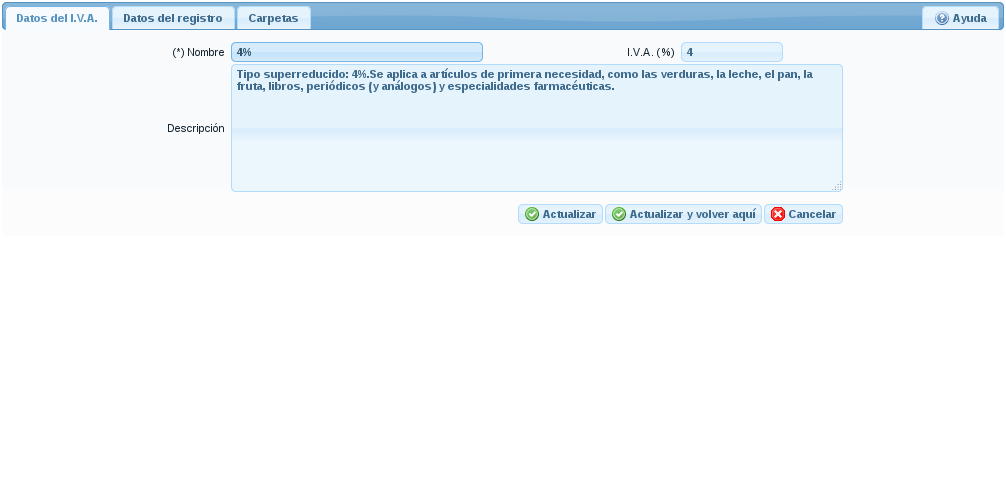 Datos del I.V.A. Datos del registro Carpetas Ayuda
(*) Nombre 4% I.V.A. (%) 4
Tipo superreducido: 4%.Se aplica a artículos de primera necesidad, como las verduras, la leche, el pan, la
fruta, libros, periódicos (y análogos) y especialidades farmacéuticas.
Descripción
Actualizar Actualizar y volver aquí Cancelar